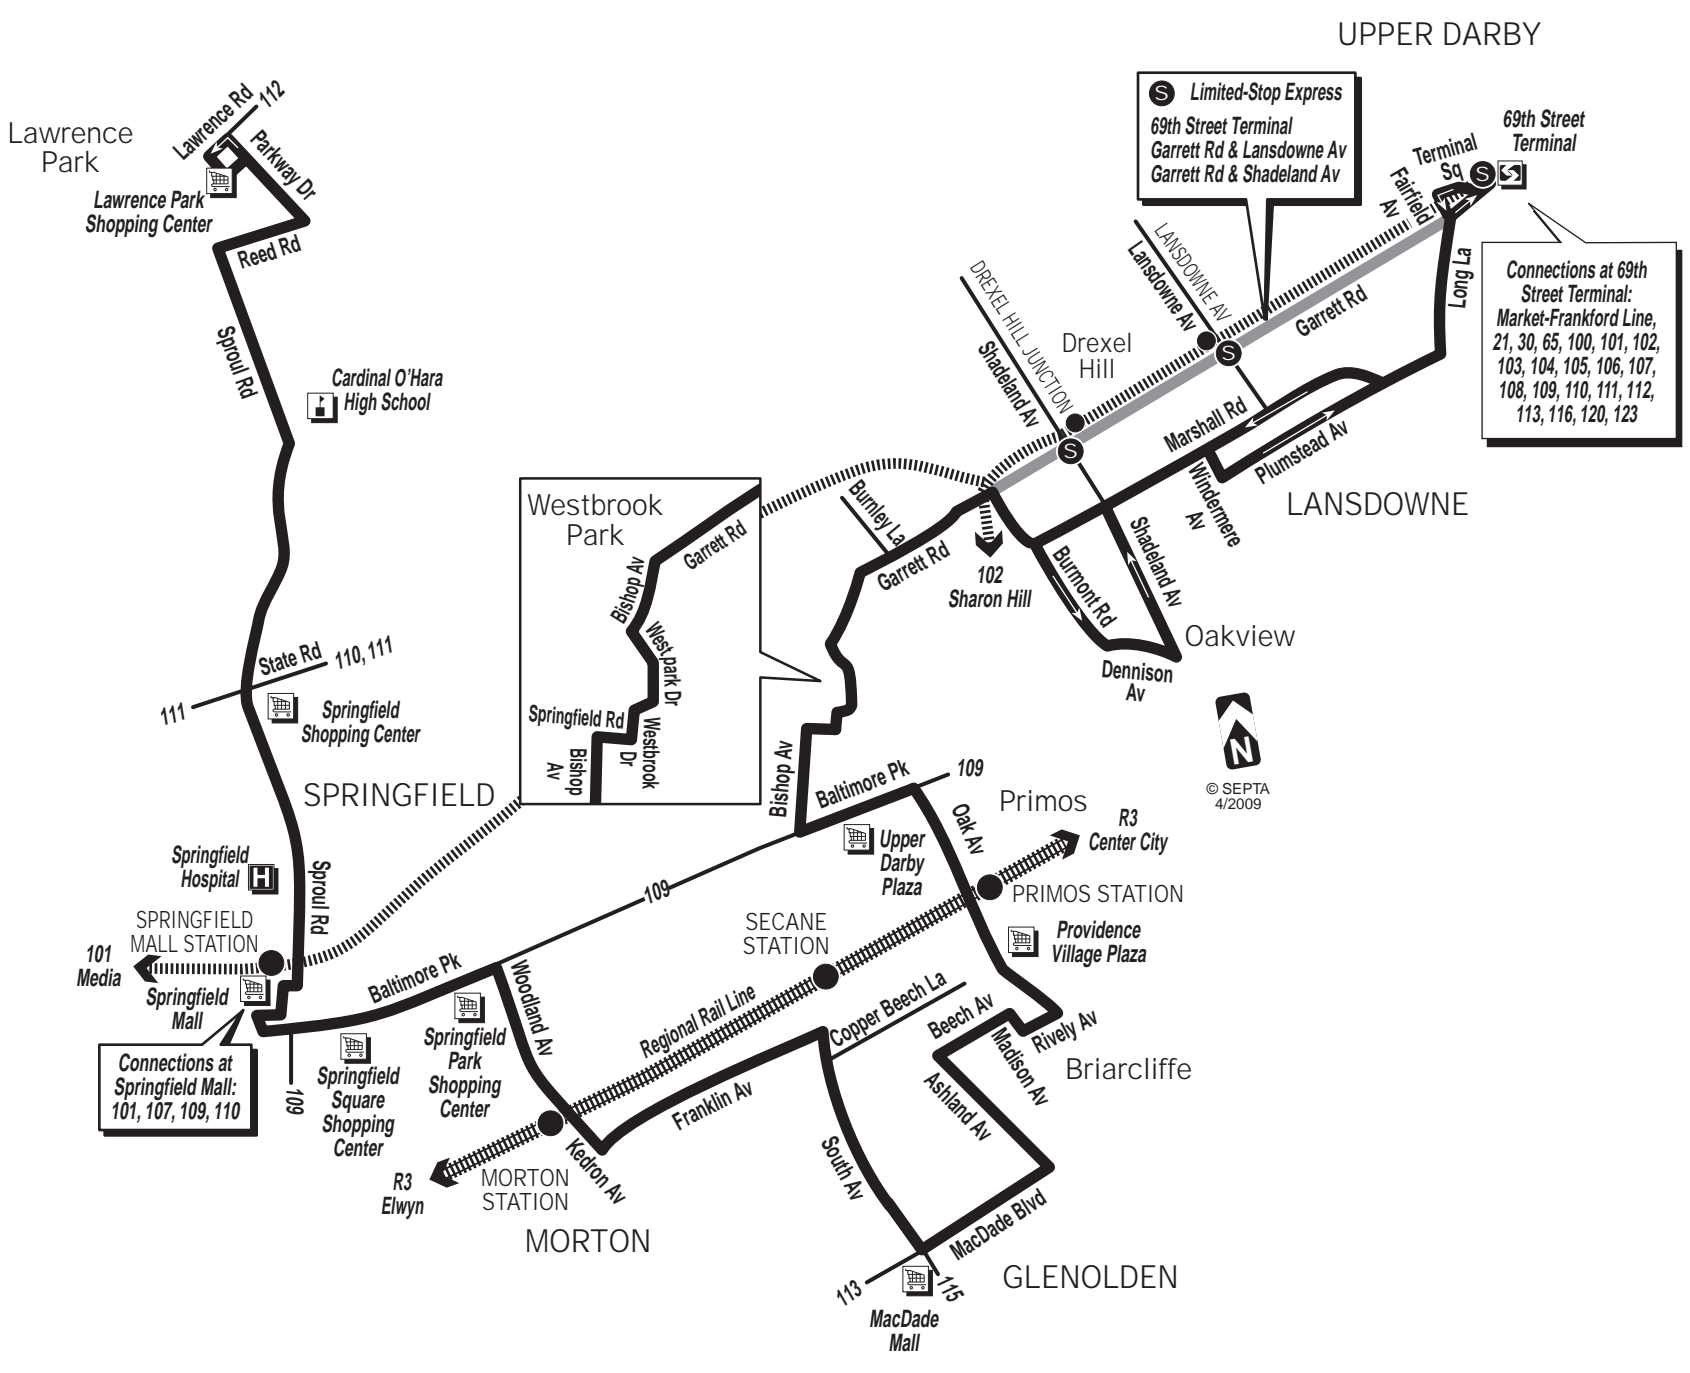 UPPER DARBY
S Limited-Stop Express
69th Street Terminal
Garrett Rd & Lansdowne Av
Garrett Rd & Shadeland Av
69th Street
Terminal
Terminal
Sq
S
Fairfield
Av
Connections at 69th
Street Terminal:
Market-Frankford Line,
21, 30, 65, 100, 101, 102,
103, 104, 105, 106, 107,
108, 109, 110, 111, 112,
113, 116, 120, 123
Lawrence Rd
112
Lawrence
Park
Parkway Dr
Lawrence Park
Shopping Center
Reed Rd
Sproul Rd
Cardinal O'Hara
High School
LANSDOWNE AV
Lansdowne Av
DREXEL HILL JUNCTION
Shadeland Av
Drexel
Hill
S
S
Garrett Rd
Long La
Marshall Rd
Plumstead Av
Windermere
Av
LANSDOWNE
Westbrook
Park
Garrett Rd
Bishop Av
West park Dr
Springfield Rd
Westbrook
Dr
Bishop
Av
Burnley La
Garrett Rd
102
Sharon Hill
Burmont Rd
Shadeland Av
Oakview
Dennison
Av
N
© SEPTA
4/2009
State Rd
110, 111
111
Springfield
Shopping Center
SPRINGFIELD
Bishop Av
Baltimore Pk
109
Upper
Darby
Plaza
Oak Av
Primos
R3
Center City
PRIMOS STATION
Providence
Village Plaza
Springfield
Hospital
H
Sproul Rd
SPRINGFIELD
MALL STATION
101
Media
Springfield
Mall
Connections at
Springfield Mall:
101, 107, 109, 110
109
Baltimore Pk
109
Springfield
Square
Shopping
Center
Springfield
Park
Shopping
Center
Woodland Av
SECANE
STATION
Regional Rail Line
Copper Beech La
Beech Av
Madison Av
Rively Av
Briarcliffe
Ashland Av
Franklin Av
South Av
Kedron Av
R3
Elwyn
MORTON
STATION
MORTON
MacDade Blvd
GLENOLDEN
113
115
MacDade
Mall